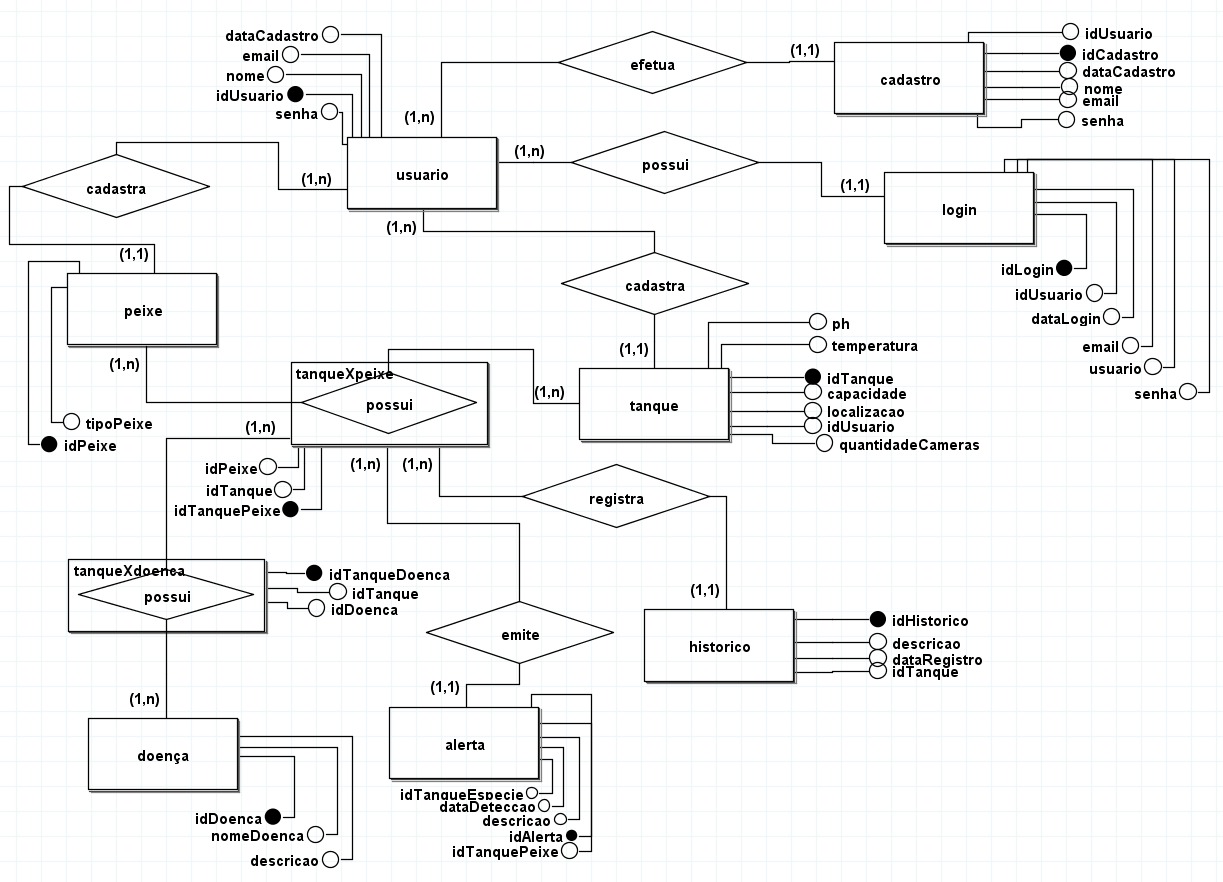 dataCadastro
email
nome
idUsuario
senha
(1,n)
efetua
(1,1)
cadastro
idUsuario
idCadastro
dataCadastro
nome
email
senha
cadastra
(1,n)
usuario
(1,n)
possui
(1,1)
login
idLogin
idUsuario
dataLogin
email
usuario
senha
(1,n)
cadastra
(1,1)
(1,1)
peixe
(1,n)
tipoPeixe
idPeixe
tanqueXpeixe
possui
(1,n)
tanque
ph
temperatura
idTanque
capacidade
localizacao
idUsuario
quantidadeCameras
(1,n)
idPeixe
idTanque
idTanquePeixe
(1,n)
(1,n)
registra
(1,1)
historico
idHistorico
descricao
dataRegistro
idTanque
tanqueXdoenca
possui
idTanqueDoenca
idTanque
idDoenca
emite
(1,1)
alerta
idTanqueEspecie
dataDeteccao
descricao
idAlerta
idTanquePeixe
(1,n)
doença
idDoenca
nomeDoenca
descricao